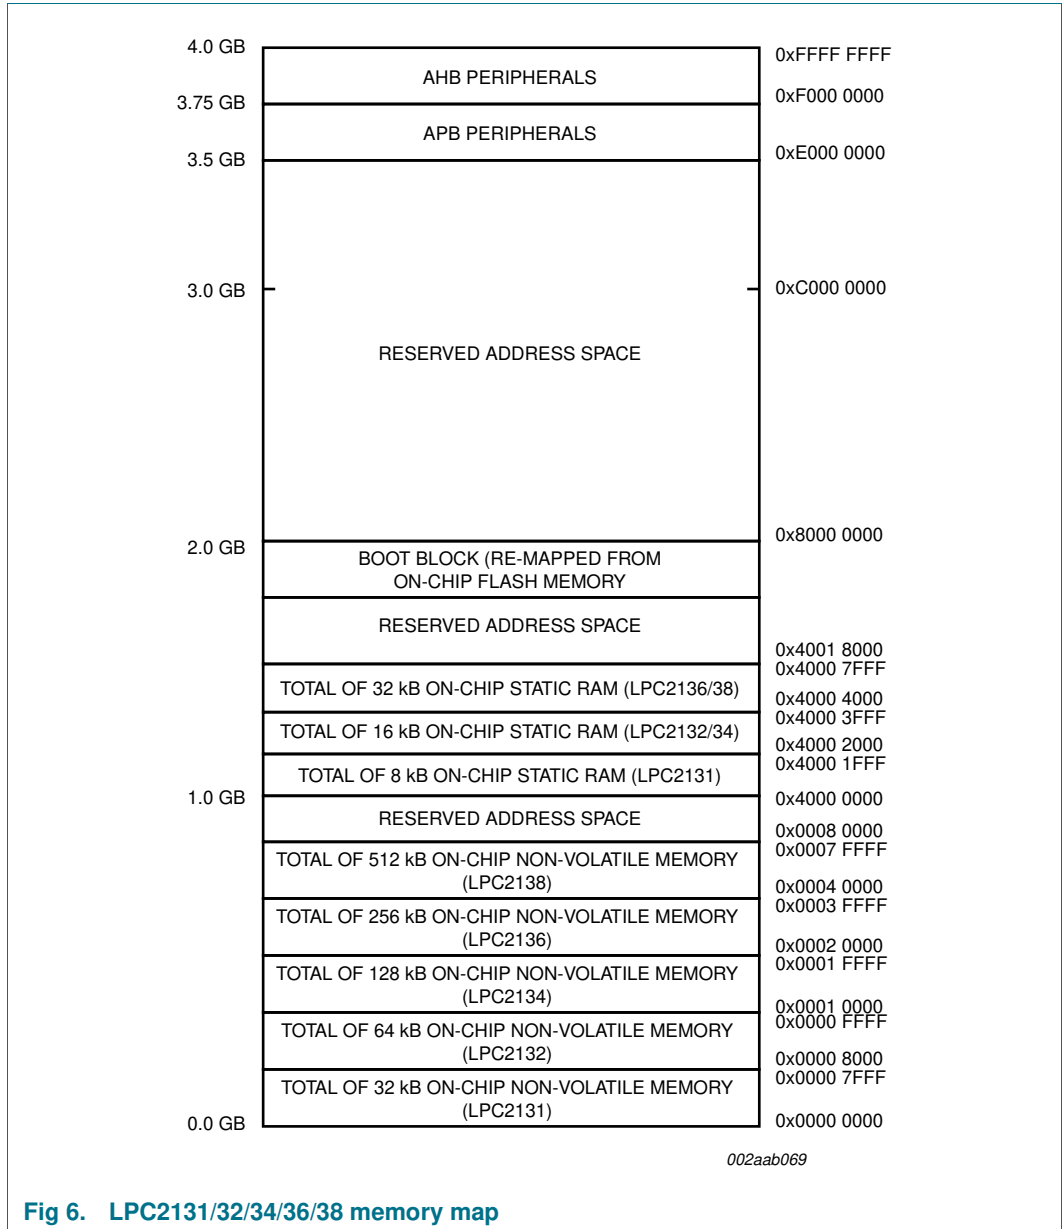 4.0 GB
0xFFFF FFFF
AHB PERIPHERALS
3.75 GB
0xF000 0000
APB PERIPHERALS
3.5 GB
0xE000 0000
3.0 GB
0xC000 0000
RESERVED ADDRESS SPACE
2.0 GB
0x8000 0000
BOOT BLOCK (RE-MAPPED FROM
ON-CHIP FLASH MEMORY
RESERVED ADDRESS SPACE
0x4001 8000
0x4000 7FFF
TOTAL OF 32 kB ON-CHIP STATIC RAM (LPC2136/38)
0x4000 4000
0x4000 3FFF
TOTAL OF 16 kB ON-CHIP STATIC RAM (LPC2132/34)
0x4000 2000
0x4000 1FFF
TOTAL OF 8 kB ON-CHIP STATIC RAM (LPC2131)
1.0 GB
0x4000 0000
RESERVED ADDRESS SPACE
0x0008 0000
0x0007 FFFF
TOTAL OF 512 kB ON-CHIP NON-VOLATILE MEMORY
(LPC2138)
0x0004 0000
0x0003 FFFF
TOTAL OF 256 kB ON-CHIP NON-VOLATILE MEMORY
(LPC2136)
0x0002 0000
0x0001 FFFF
TOTAL OF 128 kB ON-CHIP NON-VOLATILE MEMORY
(LPC2134)
0x0001 0000
0x0000 FFFF
TOTAL OF 64 kB ON-CHIP NON-VOLATILE MEMORY
(LPC2132)
0x0000 8000
0x0000 7FFF
TOTAL OF 32 kB ON-CHIP NON-VOLATILE MEMORY
(LPC2131)
0.0 GB
0x0000 0000
002aab069
Fig 6. LPC2131/32/34/36/38 memory map